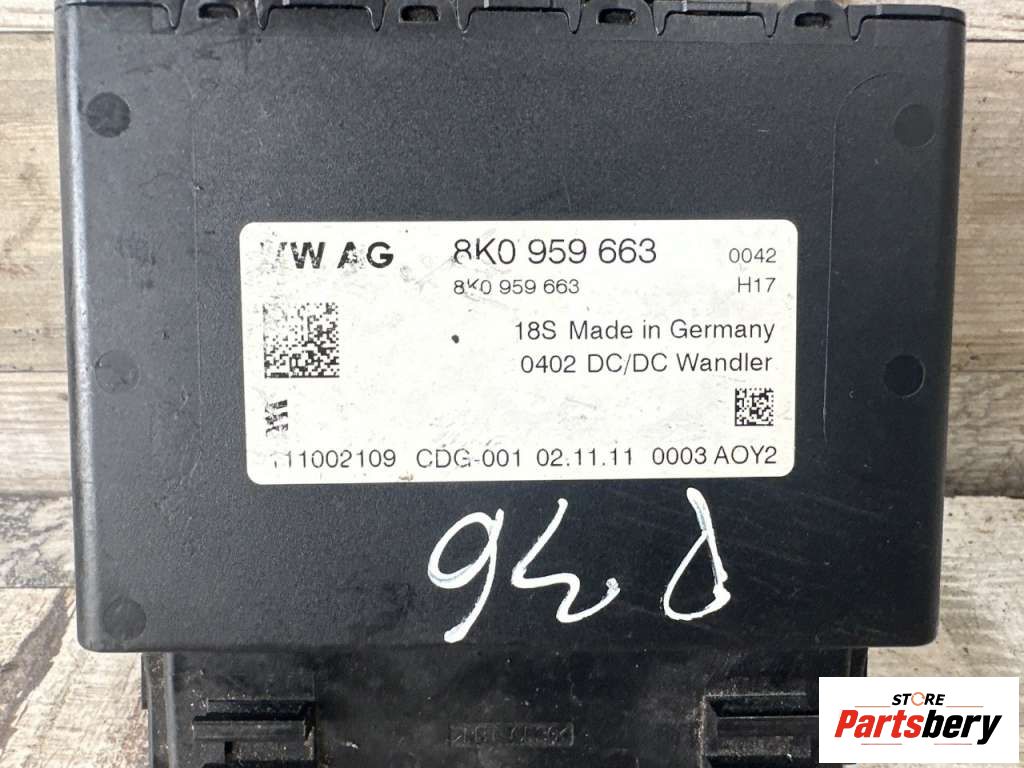 VW AG 8K0 959 663 0042
8K0 959 663 H17
18S Made in Germany
0402 DC/DC Wandler
111002109 CDG-001 02.11.11 0003 AOY2
STORE
Partsbery